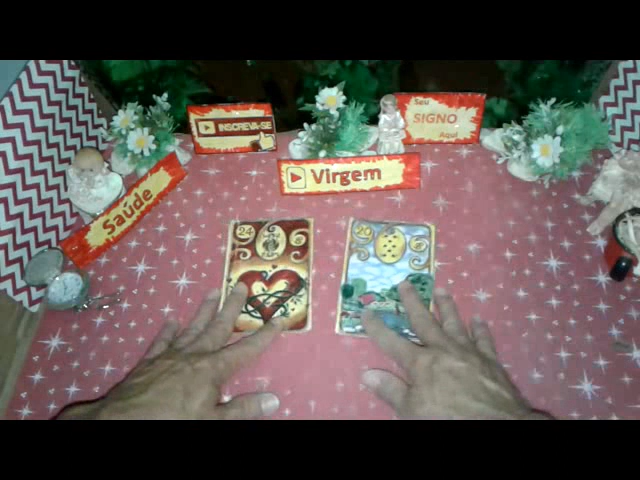 INSCREVA-SE
Seu
SIGNO
Aqui
Virgem
Saúde
24
20